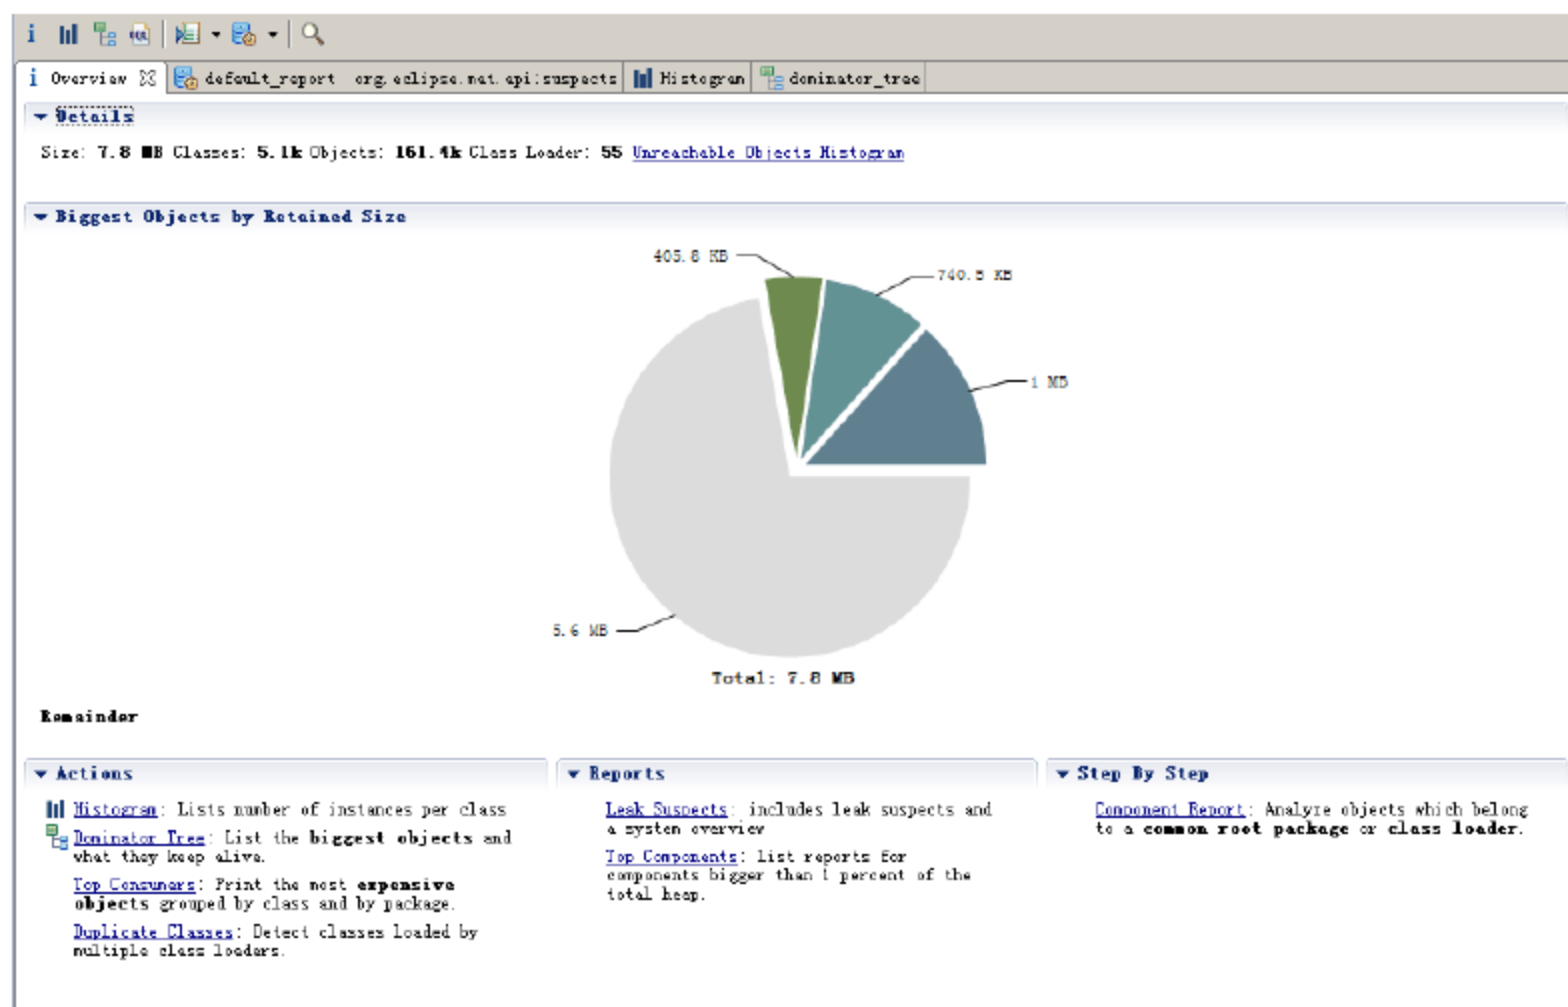 Overview
default_report org.eclipse.mat.api:suspects
Histogram
dominator_tree
Details
Size: 7.8 MB Classes: 5.1k Objects: 161.4k Class Loader: 55 Unreachable Objects Histogram
Biggest Objects by Retained Size
405.8 KB
740.5 KB
1 MB
5.6 MB
Total: 7.8 MB
Remainder
Actions
Histogram: Lists number of instances per class
Dominator Tree: List the biggest objects and
what they keep alive.
Top Consumers: Print the most expensive
objects grouped by class and by package.
Duplicate Classes: Detect classes loaded by
multiple class loaders.
Reports
Leak Suspects: includes leak suspects and
a system overview
Top Components: list reports for
components bigger than 1 percent of the
total heap.
Step By Step
Component Report: Analyze objects which belong
to a common root package or class loader.